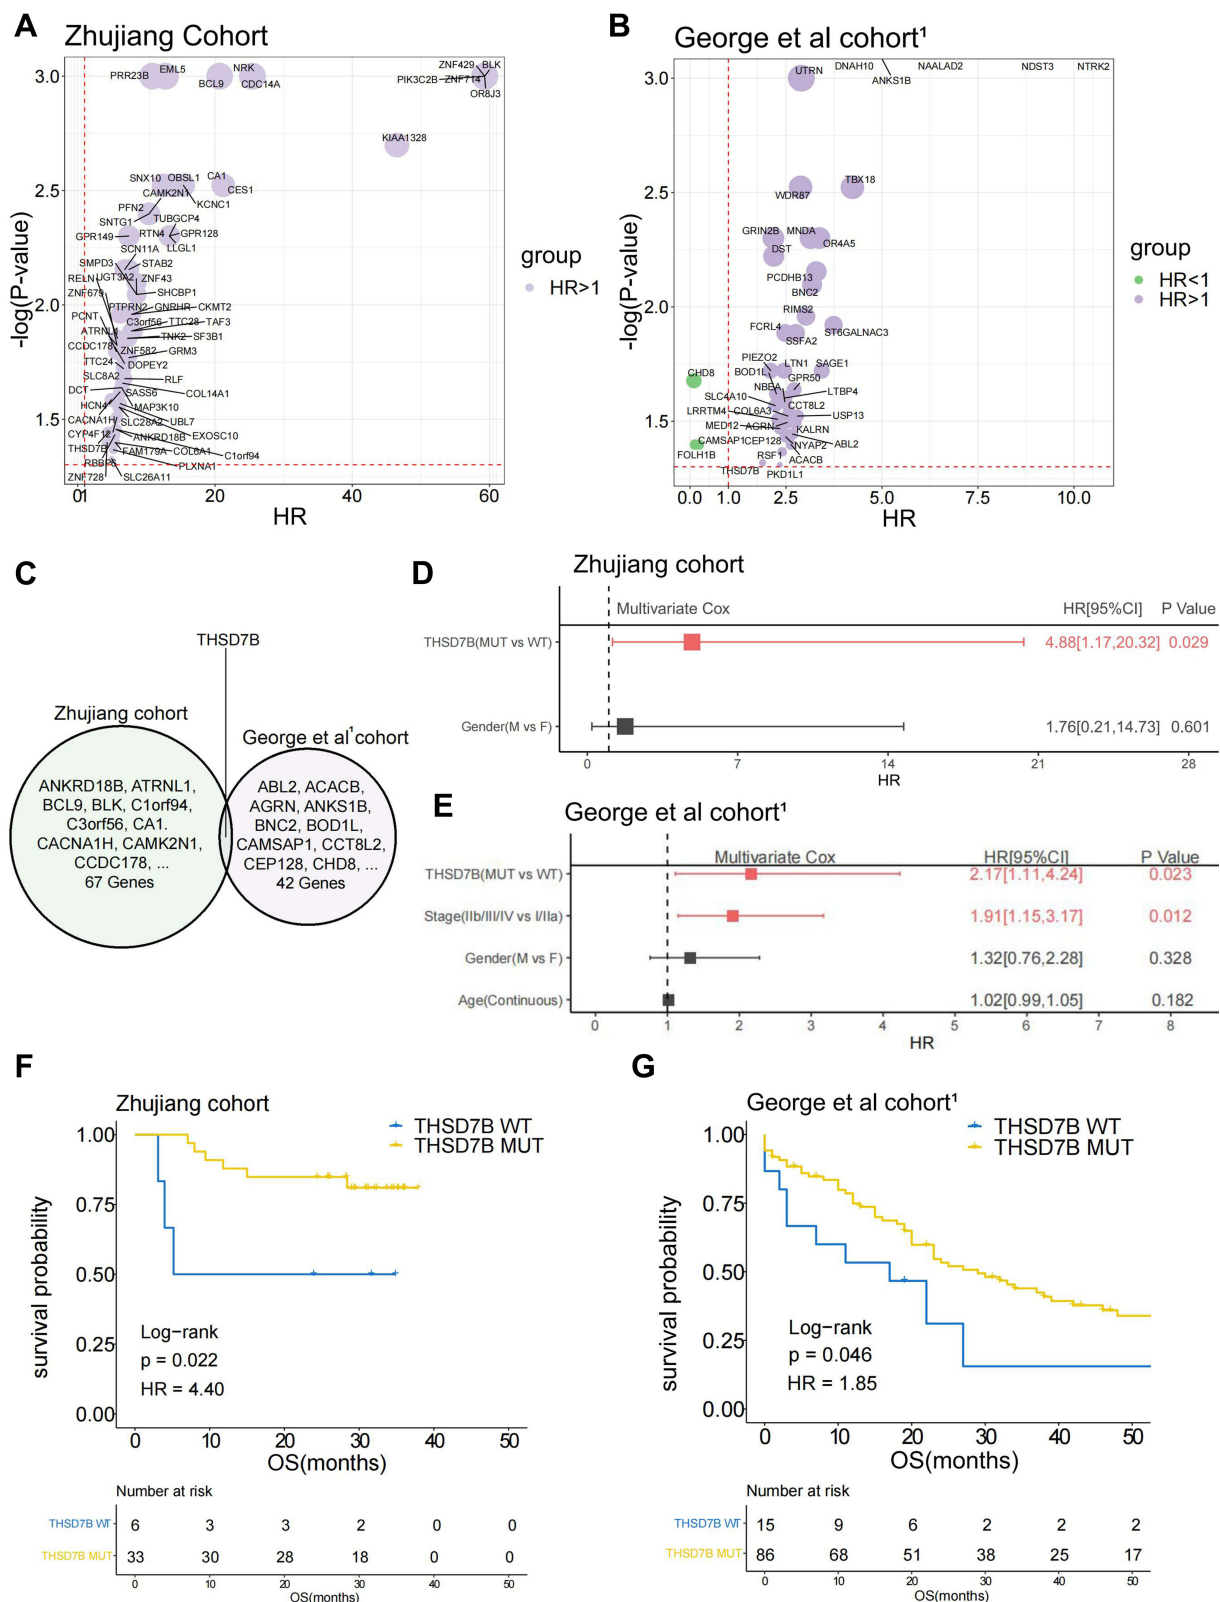 A
Zhujiang Cohort
-log(P-value)
3.0
2.5
2.0
1.5
PRR23B
EML5
BCL9
NRK
CDC14A
ZNF429
BLK
PIK3C2B
ZNF714
OR8J3
KIAA1328
SNX10
OBSL1
CA1
CAMK2N1
CES1
PFN2
KCNC1
SNTG1
TUBGCP4
GPR149
RTN4
GPR128
SCN11A
LLGL1
SMPD3
STAB2
RELN
UGT3A2
ZNF43
ZNF679
SHCBP1
PTPRN2
GNRHR
CKMT2
PCNT
C3orf56
TTC28
TAF3
ATRNL1
TNK2
SF3B1
CCDC178
ZNF582
GRM3
TTC24
DOPEY2
SLC8A2
RLF
DCT
SASS6
COL14A1
HCN4
MAP3K10
CACNA1H
SLC28A2
UBL7
CYP4F12
ANKRD18B
EXOSC10
THSD7B
FAM179A
COL6A1
C1orf94
RBBP6
PLXNA1
ZNF728
SLC26A11
0 1 20 40 60
HR
group
HR>1
B
George et al cohort¹
-log(P-value)
3.0
2.5
2.0
1.5
UTRN
DNAH10
ANKS1B
NAALAD2
NDST3
NTRK2
TBX18
WDR87
GRIN2B
MNDA
OR4A5
DST
PCDHB13
BNC2
RIMS2
FCRL4
ST6GALNAC3
SSFA2
PIEZO2
LTN1
SAGE1
CHD8
BOD1L
GPR50
NBEA
LTBP4
SLC4A10
CCT8L2
LRRTM4
COL6A3
USP13
MED12
AGRN
KALRN
CAMSAP1
CEP128
NYAP2
ABL2
FOLH1B
RSF1
ACACB
THSD7B
PKD1L1
0.0 1.0 2.5 5.0 7.5 10.0
HR
group
HR<1
HR>1
C
THSD7B
Zhujiang cohort
George et al¹cohort
ANKRD18B, ATRNL1,
BCL9, BLK, C1orf94,
C3orf56, CA1.
CACNA1H, CAMK2N1,
CCDC178, ...
67 Genes
ABL2, ACACB,
AGRN, ANKS1B,
BNC2, BOD1L,
CAMSAP1, CCT8L2,
CEP128, CHD8, ...
42 Genes
D
Zhujiang cohort
Multivariate Cox HR[95%CI] P Value
THSD7B(MUT vs WT) 4.88[1.17,20.32] 0.029
Gender(M vs F) 1.76[0.21,14.73] 0.601
0 7 14 21 28
HR
E
George et al cohort¹
Multivariate Cox HR[95%CI] P Value
THSD7B(MUT vs WT) 2.17[1.11,4.24] 0.023
Stage(IIb/III/IV vs I/IIa) 1.91[1.15,3.17] 0.012
Gender(M vs F) 1.32[0.76,2.28] 0.328
Age(Continuous) 1.02[0.99,1.05] 0.182
0 1 2 3 4 5 6 7 8
HR
F
Zhujiang cohort
THSD7B WT
THSD7B MUT
survival probability
1.00
0.75
0.50
0.25
0.00
Log−rank
p = 0.022
HR = 4.40
0 10 20 30 40 50
OS(months)
Number at risk
THSD7B WT 6 3 3 2 0 0
THSD7B MUT 33 30 28 18 0 0
0 10 20 30 40 50
OS(months)
G
George et al cohort¹
THSD7B WT
THSD7B MUT
survival probability
1.00
0.75
0.50
0.25
0.00
Log−rank
p = 0.046
HR = 1.85
0 10 20 30 40 50
OS(months)
Number at risk
THSD7B WT 15 9 6 2 2 2
THSD7B MUT 86 68 51 38 25 17
0 10 20 30 40 50
OS(months)